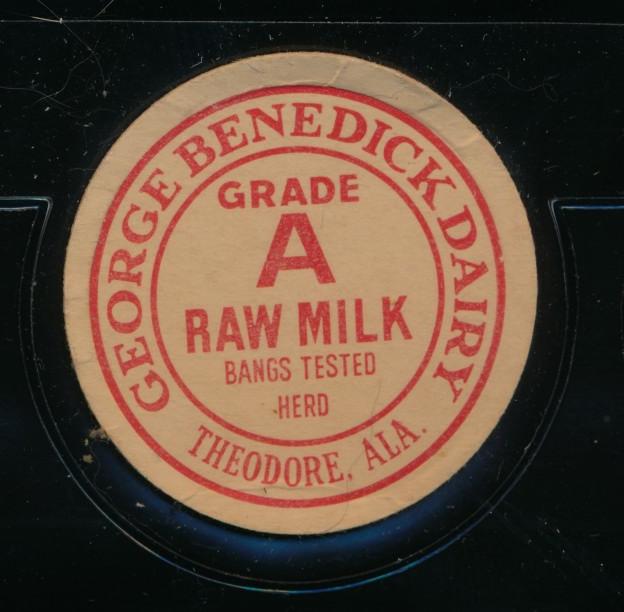 GEORGE BENEDICK DAIRY
GRADE
A
RAW MILK
BANGS TESTED
HERD
THEODORE, ALA.